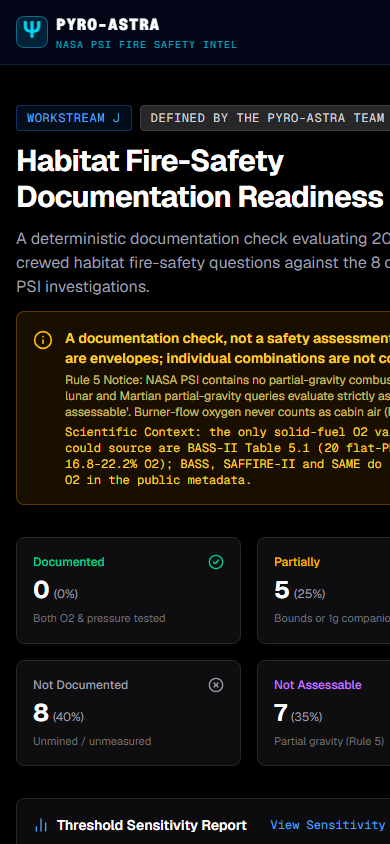 Ψ
PYRO-ASTRA
NASA PSI FIRE SAFETY INTEL
WORKSTREAM J
DEFINED BY THE PYRO-ASTRA TEAM
Habitat Fire-Safety
Documentation Readiness
A deterministic documentation check evaluating 20
crewed habitat fire-safety questions against the 8
PSI investigations.
A documentation check, not a safety assessment
are envelopes; individual combinations are not
Rule 5 Notice: NASA PSI contains no partial-gravity
lunar and Martian partial-gravity queries evaluate strictly
assessable'. Burner-flow oxygen never counts as cabin air
Scientific Context: the only solid-fuel O2
could source are BASS-II Table 5.1 (20
16.8-22.2% O2); BASS, SAFFIRE-II and SAME do
O2 in the public metadata.
Documented
0 (0%)
Both O2 & pressure tested
Partially
5 (25%)
Bounds or 1g
Not Documented
8 (40%)
Unmined / unmeasured
Not Assessable
7 (35%)
Partial gravity (Rule 5)
Threshold Sensitivity Report
View Sensitivity